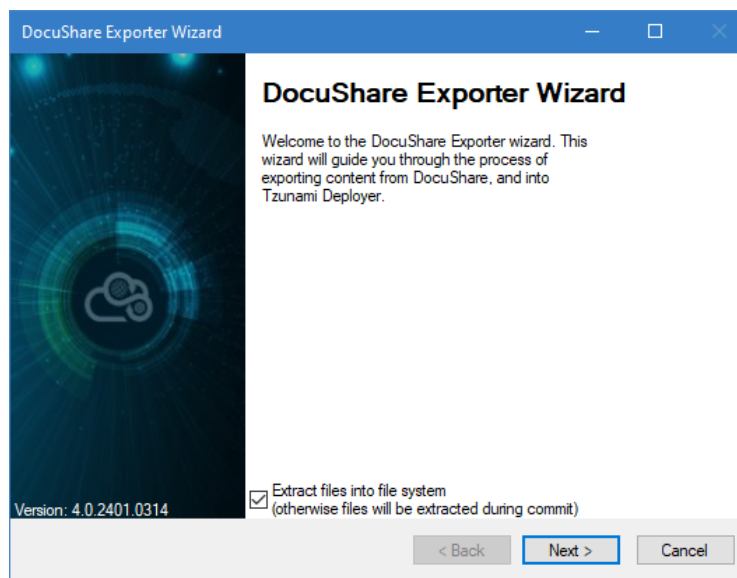 DocuShare Exporter Wizard
DocuShare Exporter Wizard
Welcome to the DocuShare Exporter wizard. This
wizard will guide you through the process of
exporting content from DocuShare, and into
Tzunami Deployer.
Extract files into file system
(otherwise files will be extracted during commit)
Version: 4.0.2401.0314
< Back
Next >
Cancel